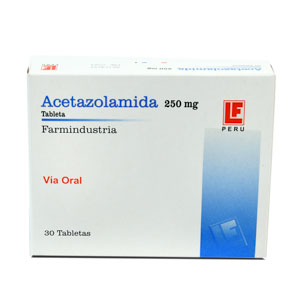 Acetazolamida 250 mg
Tableta
Farmindustria
LF
PERU
Via Oral
30 Tabletas